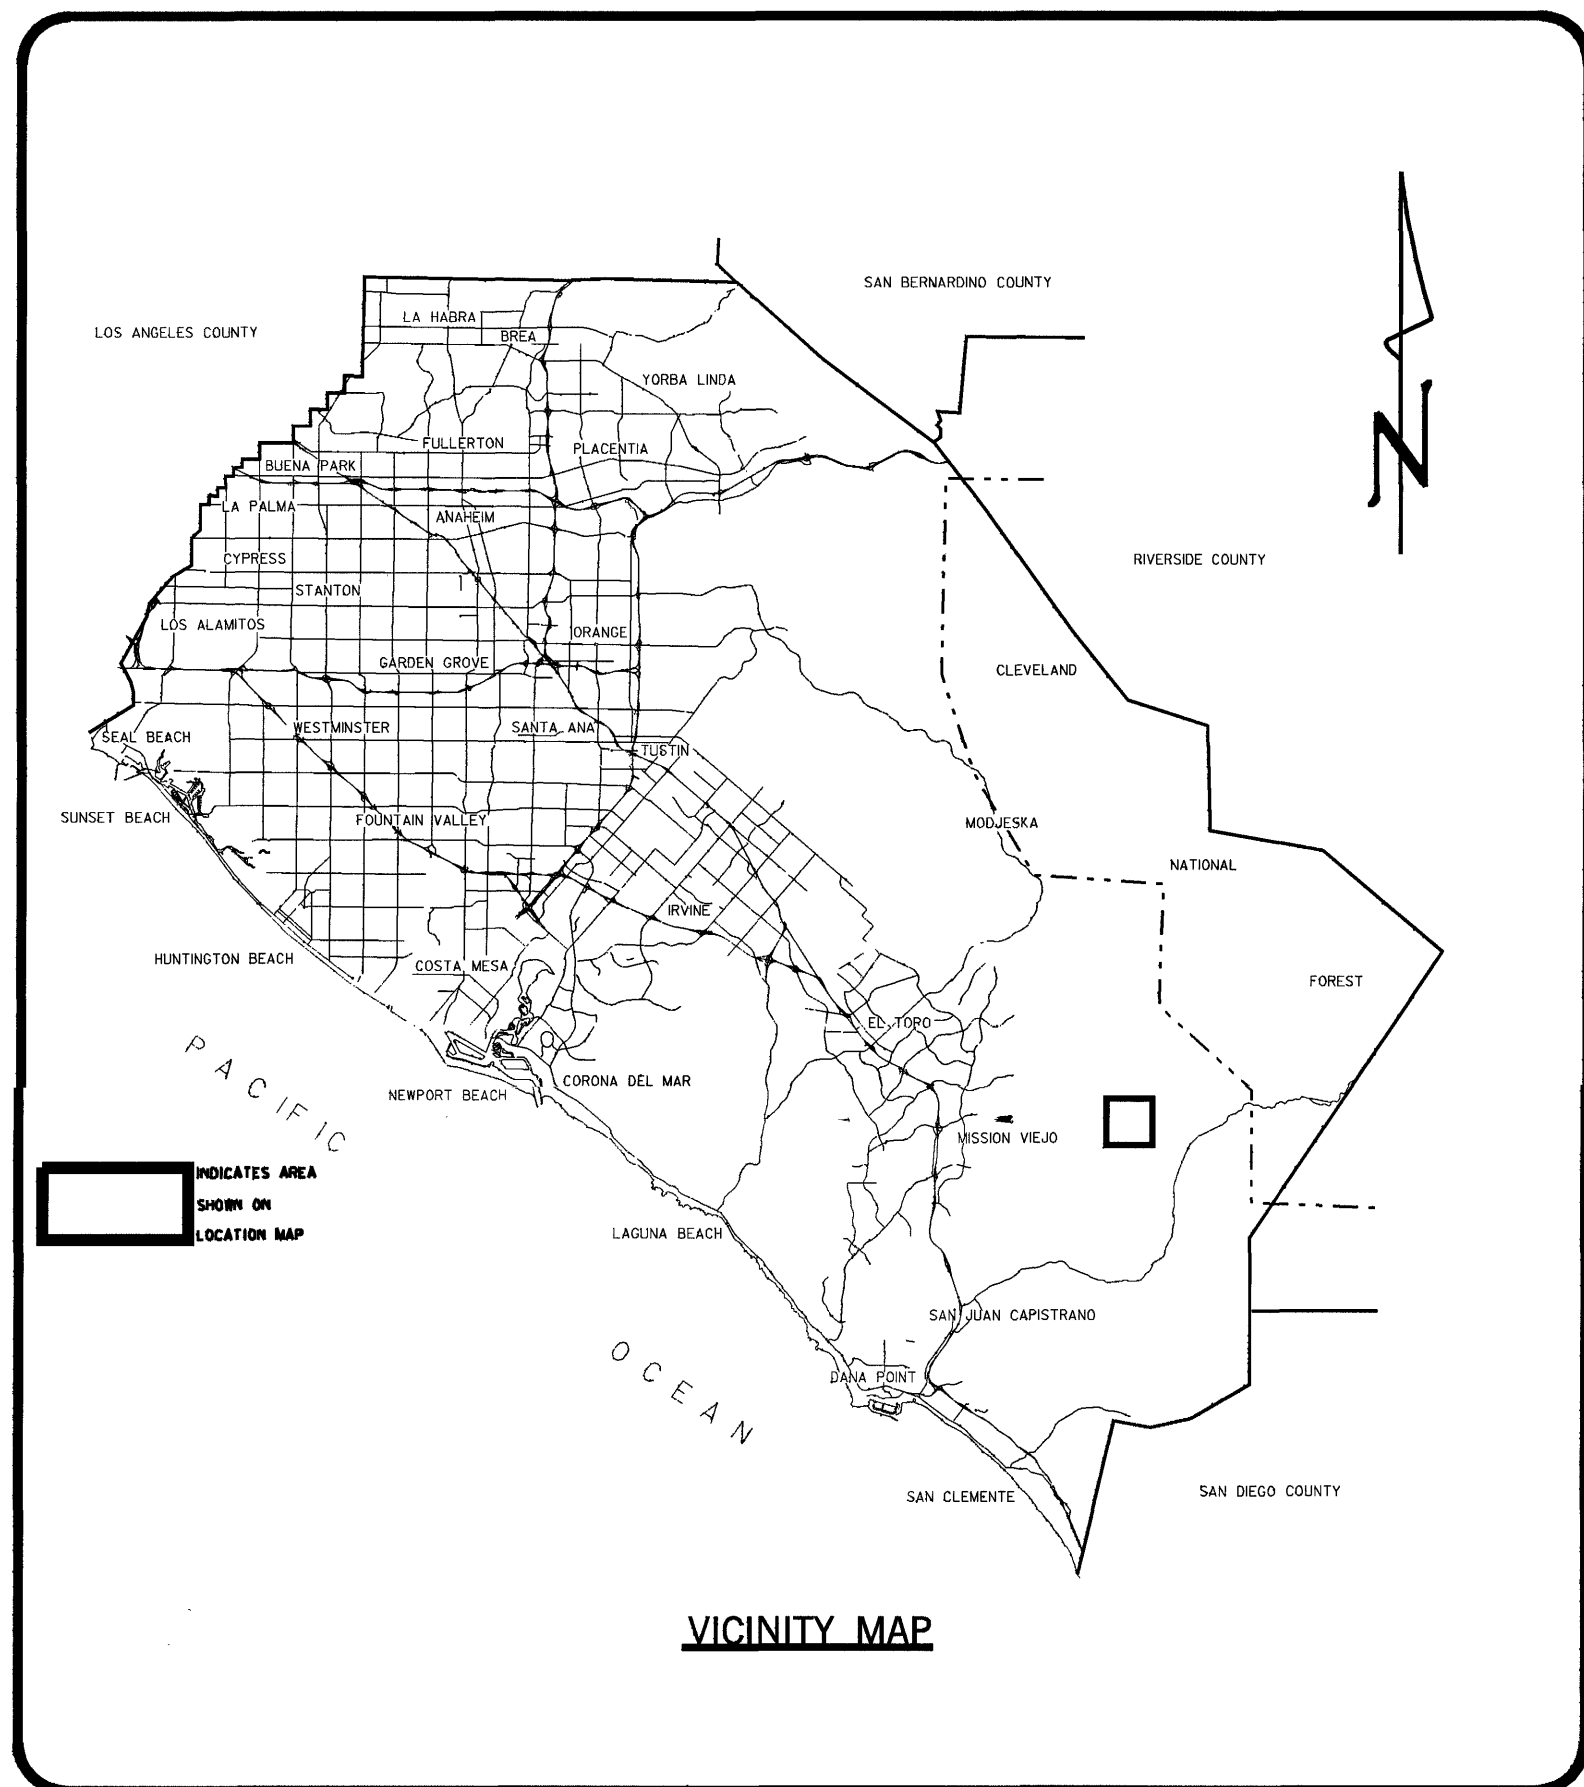 SAN BERNARDINO COUNTY
LOS ANGELES COUNTY
LA HABRA
BREA
YORBA LINDA
FULLERTON
PLACENTIA
BUENA PARK
LA PALMA
ANAHEIM
N
CYPRESS
RIVERSIDE COUNTY
STANTON
LOS ALAMITOS
ORANGE
GARDEN GROVE
CLEVELAND
WESTMINSTER
SANTA ANA
SEAL BEACH
TUSTIN
SUNSET BEACH
FOUNTAIN VALLEY
MODJESKA
NATIONAL
IRVINE
HUNTINGTON BEACH
COSTA MESA
FOREST
EL TORO
PACIFIC
CORONA DEL MAR
NEWPORT BEACH
MISSION VIEJO
INDICATES AREA
SHOWN ON
LOCATION MAP
LAGUNA BEACH
SAN JUAN CAPISTRANO
OCEAN
DANA POINT
SAN CLEMENTE
SAN DIEGO COUNTY
VICINITY MAP